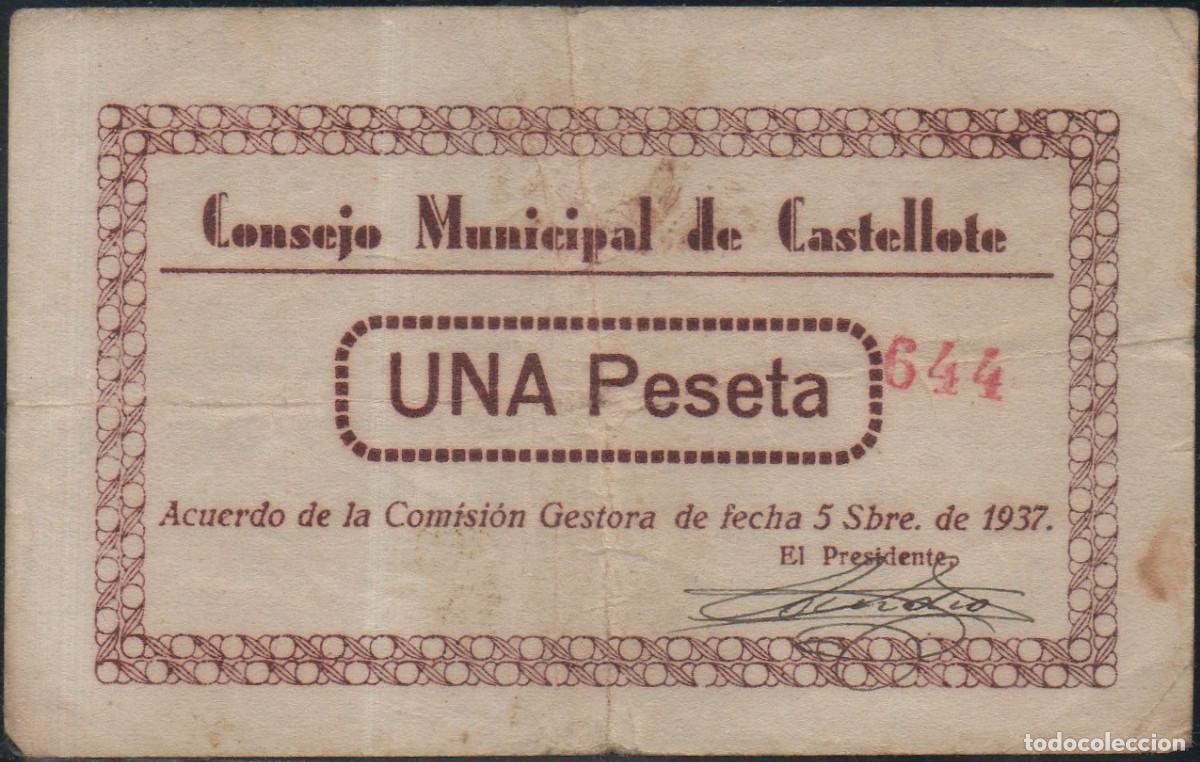 Consejo Municipal de Castellote
UNA Peseta
644
Acuerdo de la Comisión Gestora de fecha 5 Sbre. de 1937.
El Presidente,
todocoleccion